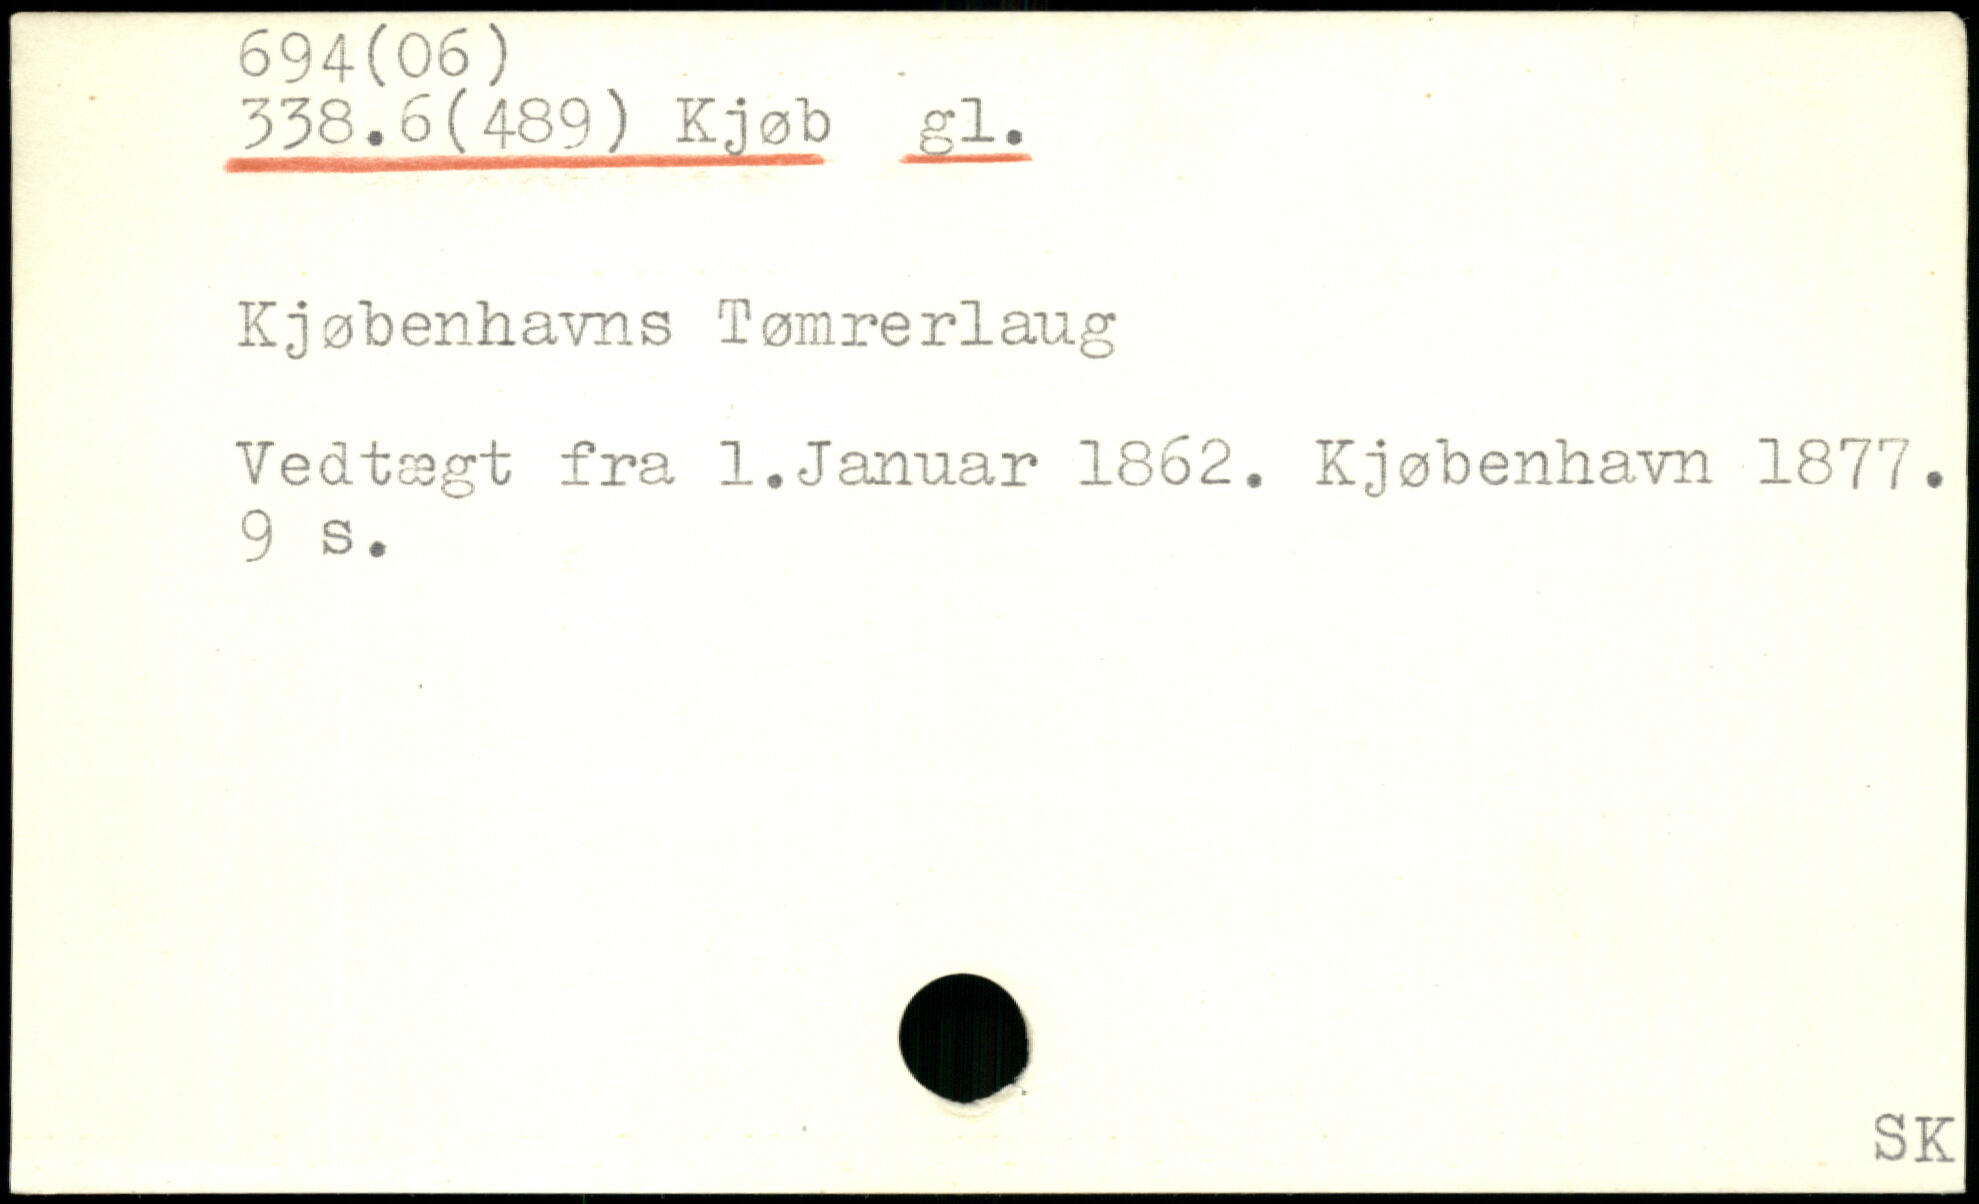 694(06)
338.6(489) Kjøb gl.
Kjøbenhavns Tømrerlaug
Vedtægt fra 1.Januar 1862. Kjøbenhavn 1877.
9 s.
SK